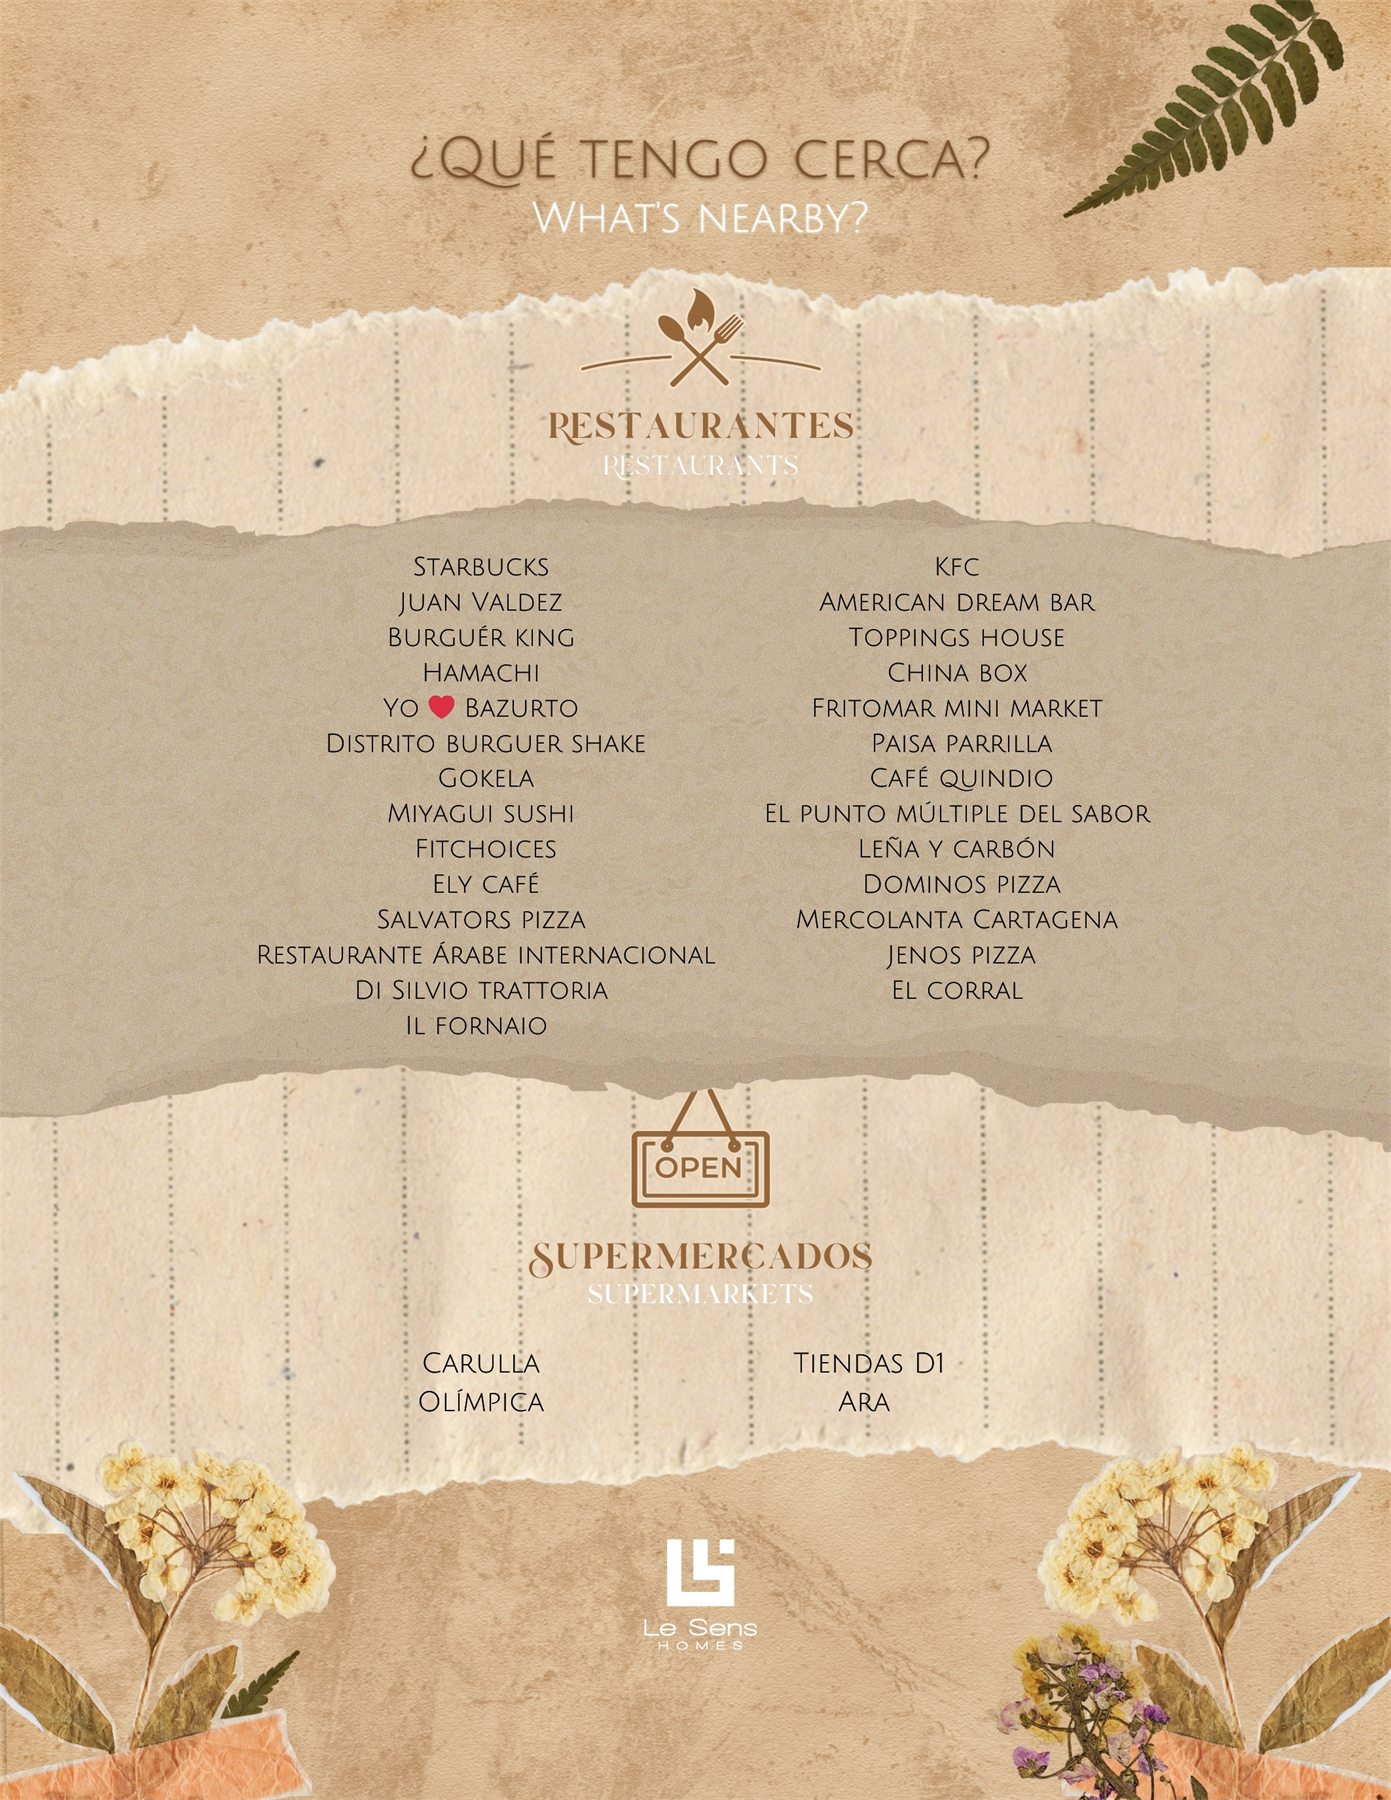 ¿Qué tengo cerca?
What's nearby?
Restaurantes
Restaurants
Starbucks
Juan Valdez
Burguér king
Hamachi
Yo ❤ Bazurto
Distrito burguer shake
Gokela
Miyagui sushi
Fitchoices
Ely café
Salvators pizza
Restaurante Árabe internacional
Di Silvio trattoria
Il fornaio
Kfc
American dream bar
Toppings house
China box
Fritomar mini market
Paisa parrilla
Café quindio
El punto múltiple del sabor
Leña y carbón
Dominos pizza
Mercolanta Cartagena
Jenos pizza
El corral
OPEN
Supermercados
Supermarkets
Carulla
Olímpica
Tiendas D1
Ara
Le Sens
HOMES